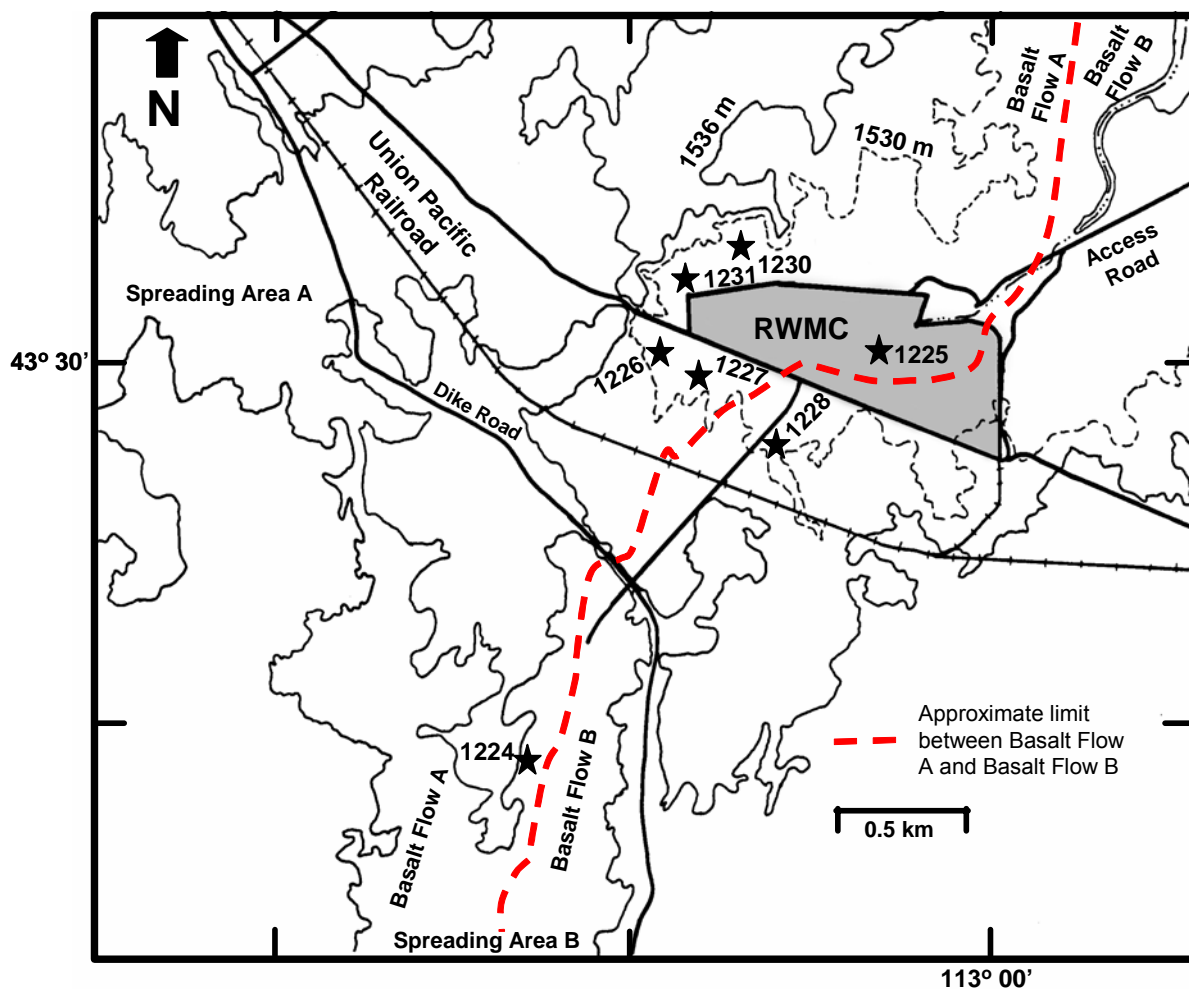 N
Union Pacific
Railroad
1536 m
1530 m
Basalt
Flow A
Basalt
Flow B
Access
Road
Spreading Area A
1230
1231
RWMC
1225
43º 30’
1226
1227
1228
Dike Road
1224
Basalt Flow A
Basalt Flow B
Approximate limit
between Basalt Flow
A and Basalt Flow B
0.5 km
Spreading Area B
113º 00’